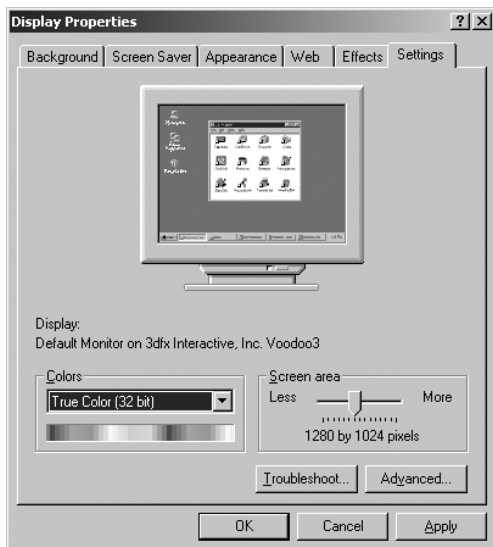 Display Properties
Background Screen Saver Appearance Web Effects Settings
Display:
Default Monitor on 3dfx Interactive, Inc. Voodoo3
Colors
True Color (32 bit)
Screen area
Less More
1280 by 1024 pixels
Troubleshoot... Advanced...
OK Cancel Apply